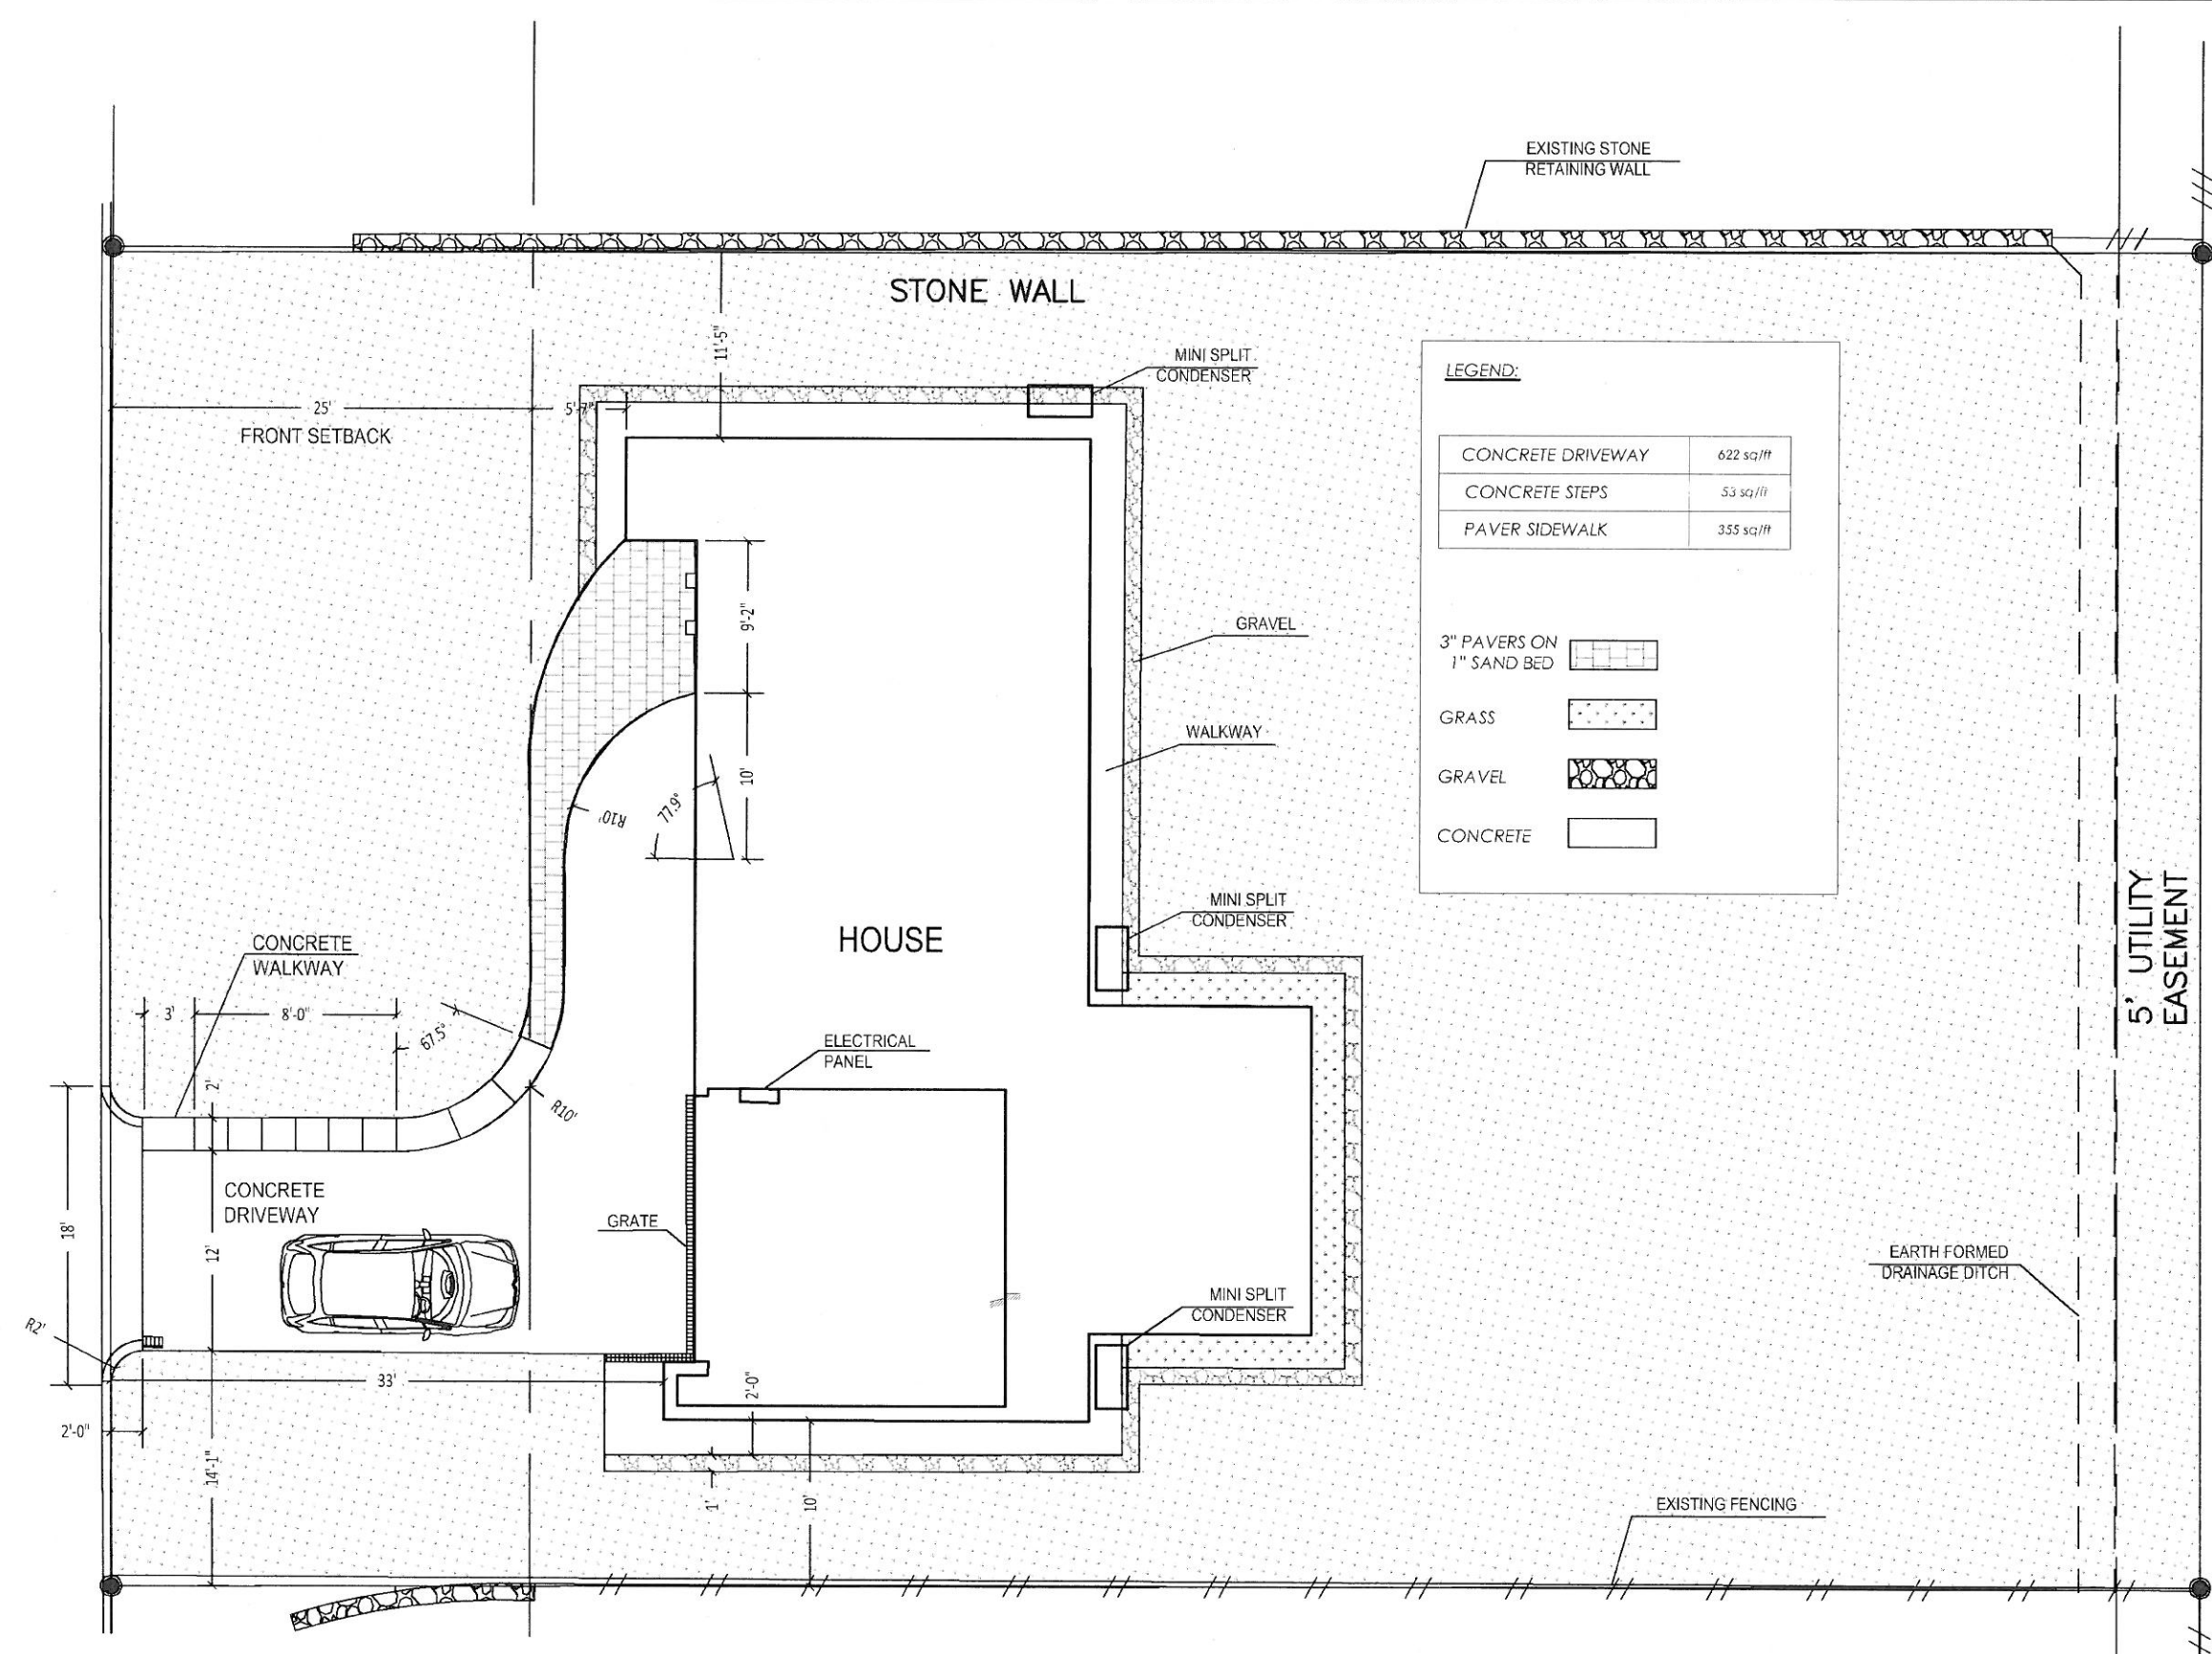 EXISTING STONE
RETAINING WALL
STONE WALL
11'-5"
MINI SPLIT
CONDENSER
25'
5'-7"
FRONT SETBACK
LEGEND:
CONCRETE DRIVEWAY 622 sq/ft
CONCRETE STEPS 53 sq/ft
PAVER SIDEWALK 355 sq/ft
9'-2"
GRAVEL
3" PAVERS ON
1" SAND BED
GRASS
WALKWAY
10'
GRAVEL
R10'
77.9°
CONCRETE
MINI SPLIT
CONDENSER
HOUSE
5' UTILITY
EASEMENT
CONCRETE
WALKWAY
3'
8'-0"
67.5°
ELECTRICAL
PANEL
2'
R10'
CONCRETE
DRIVEWAY
GRATE
18'
12'
EARTH FORMED
DRAINAGE DITCH
MINI SPLIT
CONDENSER
R2'
33'
2'-0"
2'-0"
14'-1"
1'
10'
EXISTING FENCING